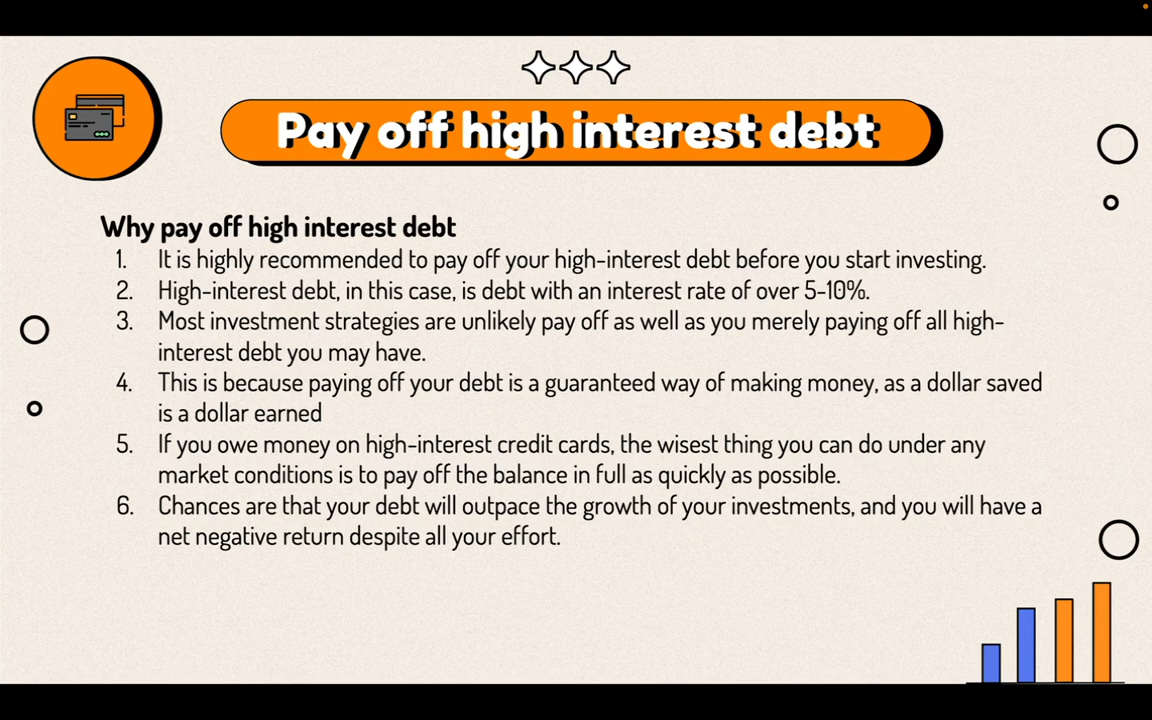 Pay off high interest debt
Why pay off high interest debt
1. It is highly recommended to pay off your high-interest debt before you start investing.
2. High-interest debt, in this case, is debt with an interest rate of over 5-10%.
3. Most investment strategies are unlikely pay off as well as you merely paying off all high-
interest debt you may have.
4. This is because paying off your debt is a guaranteed way of making money, as a dollar saved
is a dollar earned
5. If you owe money on high-interest credit cards, the wisest thing you can do under any
market conditions is to pay off the balance in full as quickly as possible.
6. Chances are that your debt will outpace the growth of your investments, and you will have a
net negative return despite all your effort.